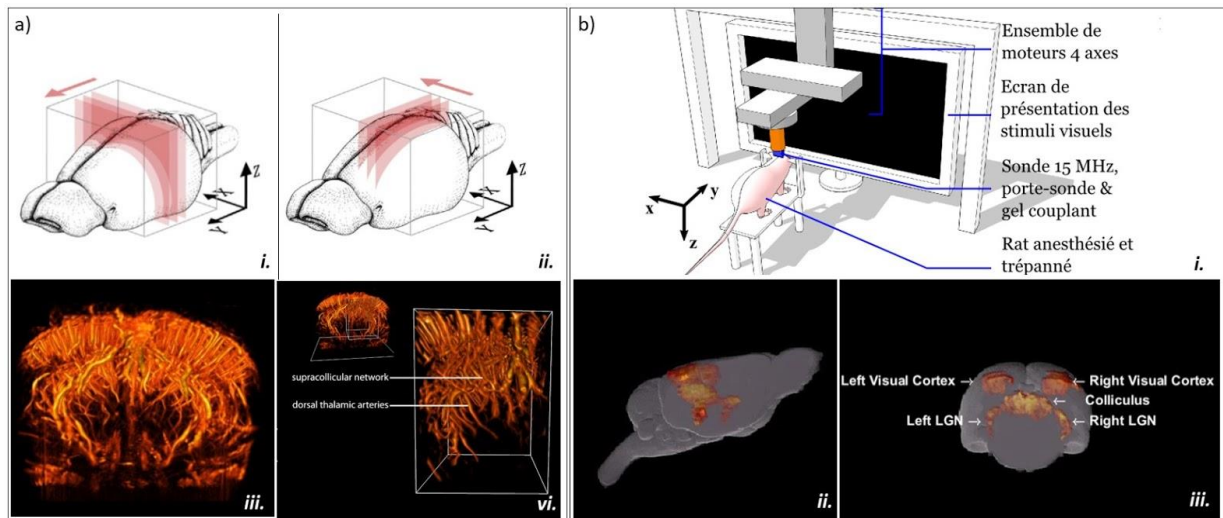 a)
Z
X
Y
i.
Z
X
Y
ii.
iii.
supracollicular network
dorsal thalamic arteries
vi.
b)
Ensemble de
moteurs 4 axes
Ecran de
présentation des
stimuli visuels
Sonde 15 MHz,
porte-sonde &
gel couplant
Rat anesthésié et
trépanné
x
y
z
i.
ii.
Left Visual Cortex
Right Visual Cortex
Colliculus
Left LGN
Right LGN
iii.